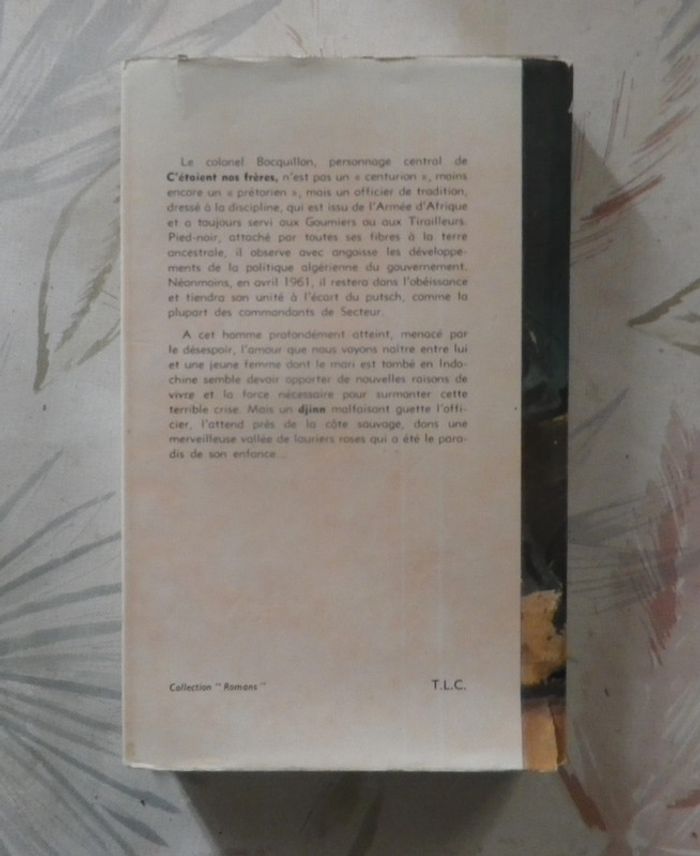 Le colonel Bocquillon, personnage central de
C'étaient nos frères, n'est pas un « centurion », moins
encore un « prétorien », mais un officier de tradition,
dressé à la discipline, qui est issu de l'Armée d'Afrique
et a toujours servi aux Goumiers ou aux Tirailleurs.
Pied-noir, attaché par toutes ses fibres à la terre
ancestrale, il observe avec angoisse les développe-
ments de la politique algérienne du gouvernement.
Néanmoins, en avril 1961, il restera dans l'obéissance
et tiendra son unité à l'écart du putsch, comme la
plupart des commandants de Secteur.
A cet homme profondément atteint, menacé par
le désespoir, l'amour que nous voyons naître entre lui
et une jeune femme dont le mari est tombé en Indo-
chine semble devoir apporter de nouvelles raisons de
vivre et la force nécessaire pour surmonter cette
terrible crise. Mais un djinn malfaisant guette l'offi-
cier, l'attend près de la côte sauvage, dans une
merveilleuse vallée de lauriers roses qui a été le para-
dis de son enfance...
Collection " Romans " T.L.C.